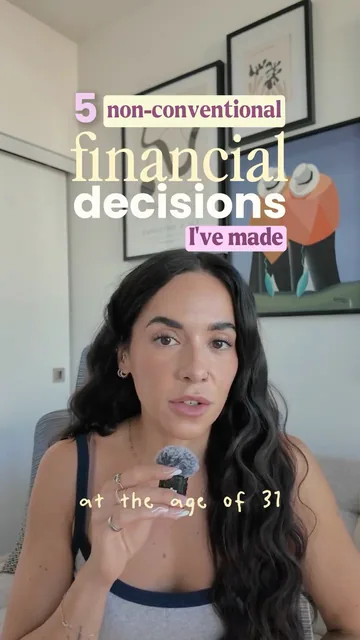 5 non-conventional
financial
decisions
I've made
at the age of 31